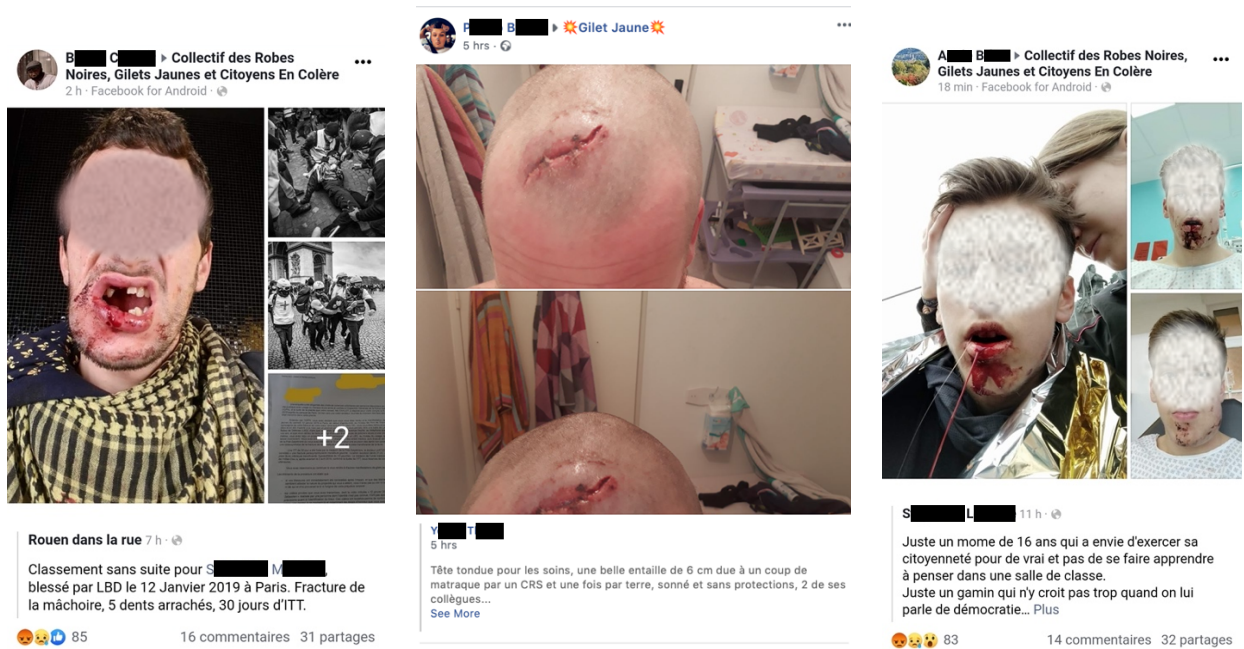 B C ▸ Collectif des Robes
Noires, Gilets Jaunes et Citoyens En Colère
2 h · Facebook for Android ·
+2
Rouen dans la rue 7 h ·
Classement sans suite pour S M,
blessé par LBD le 12 Janvier 2019 à Paris. Fracture de
la mâchoire, 5 dents arrachés, 30 jours d'ITT.
85 16 commentaires 31 partages
P B ▸ 💥Gilet Jaune💥
5 hrs ·
Y T
5 hrs
Tête tondue pour les soins, une belle entaille de 6 cm due à un coup de
matraque par un CRS et une fois par terre, sonné et sans protections, 2 de ses
collègues...
See More
A B ▸ Collectif des Robes Noires,
Gilets Jaunes et Citoyens En Colère
18 min · Facebook for Android ·
S L 11 h ·
Juste un mome de 16 ans qui a envie d'exercer sa
citoyenneté pour de vrai et pas de se faire apprendre
à penser dans une salle de classe.
Juste un gamin qui n'y croit pas trop quand on lui
parle de démocratie... Plus
83 14 commentaires 32 partages